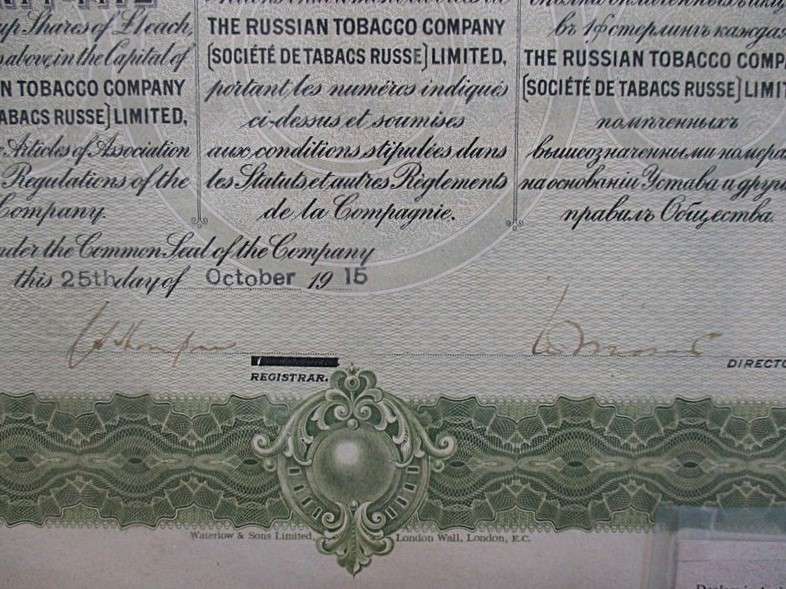 up Shares of £1 each,
above, in the Capital of
N TOBACCO COMPANY
ABACS RUSSE) LIMITED,
Articles of Association
Regulations of the
Company.
THE RUSSIAN TOBACCO COMPANY
(SOCIÉTÉ DE TABACS RUSSE) LIMITED,
portant les numéros indiqués
ci-dessus et soumises
aux conditions stipulées dans
les Statuts et autres Règlements
de la Compagnie.
въ 1 £ стерлингъ каждая
THE RUSSIAN TOBACCO COMP
(SOCIÉTÉ DE TABACS RUSSE) LIMIT
помѣченныхъ
вышеозначенными номера
на основаніи Устава и друг
правилъ Общества.
nder the Common Seal of the Company
this 25th day of October 1915
REGISTRAR.
DIRECTO
Waterlow & Sons Limited, London Wall, London, E.C.